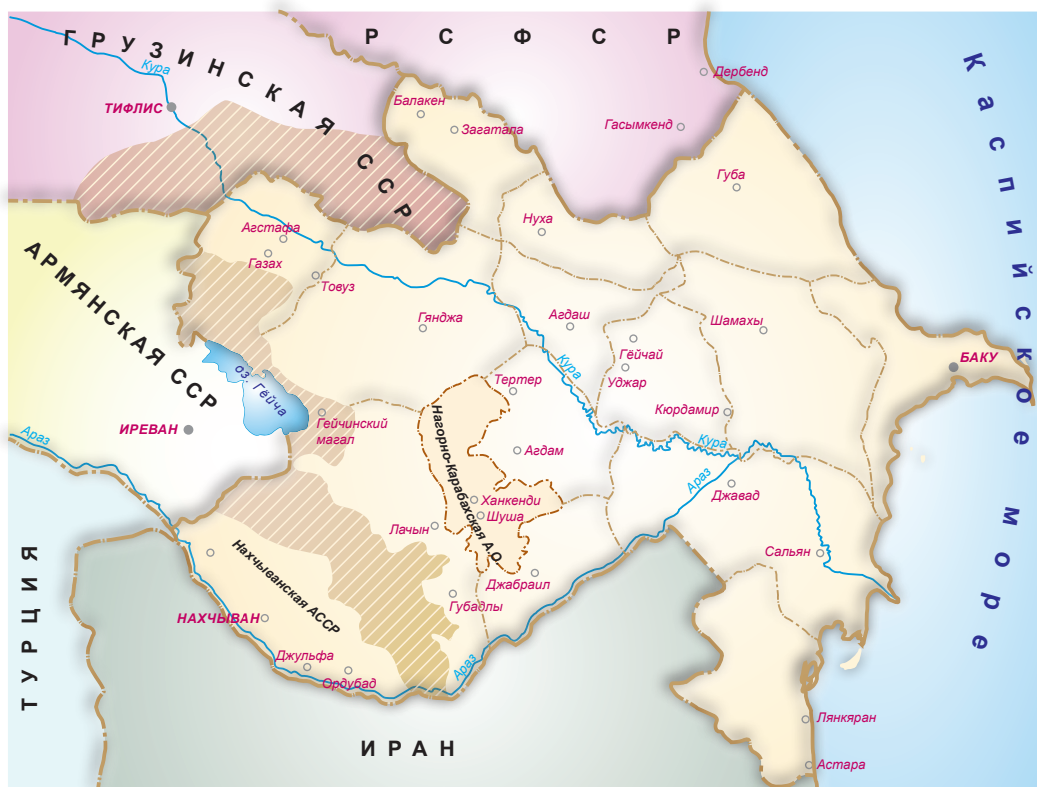 РСФСР
ГРУЗИНСКАЯ ССР
Кура
ТИФЛИС
Дербенд
Балакен
Загатала
Гасымкенд
Губа
Нуха
Агстафа
Газах
Товуз
АРМЯНСКАЯ ССР
Гянджа
Агдаш
Шамахы
Гёйчай
Уджар
Кура
БАКУ
оз. Гёйча
Тертер
Кюрдамир
Гейчинский
магал
ИРЕВАН
Араз
Нагорно-Карабахская А.О.
Кура
Агдам
Араз
Джавад
Ханкенди
Шуша
Лачын
Сальян
Джабраил
Губадлы
Нахчыванская АССР
НАХЧЫВАН
Джульфа
Ордубад
Араз
ТУРЦИЯ
ИРАН
Лянкяран
Астара
Каспийское море